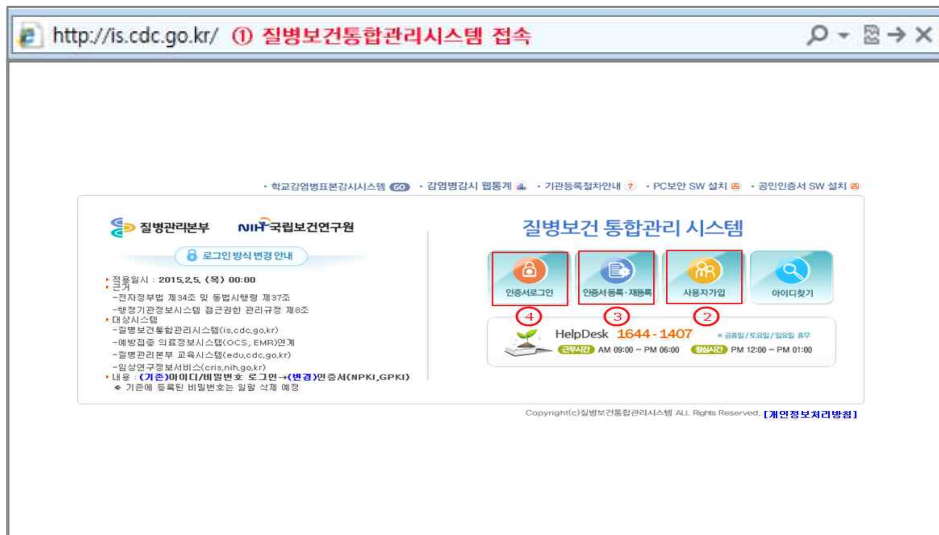 http://is.cdc.go.kr/ ① 질병보건통합관리시스템 접속
· 학교감염병표본감시시스템 GO · 감염병감시 웹통계 · 기관등록절차안내 ? · PC보안 SW 설치 · 공인인증서 SW 설치
질병관리본부 NIH 국립보건연구원
로그인 방식 변경 안내
적용일시 : 2015.2.5. (목) 00:00
근거
-전자정부법 제34조 및 동법시행령 제37조
-행정기관정보시스템 접근권한 관리규정 제8조
대상시스템
-질병보건통합관리시스템(is.cdc.go.kr)
-예방접종 의료정보시스템(OCS, EMR)연계
-질병관리본부 교육시스템(edu.cdc.go.kr)
-임상연구정보서비스(cris.nih.go.kr)
내용 : (기존)아이디/비밀번호 로그인→(변경)인증서(NPKI,GPKI)
기존에 등록된 비밀번호는 일괄 삭제 예정
질병보건 통합관리 시스템
인증서로그인 인증서등록·재등록 사용자가입 아이디찾기
④ ③ ②
HelpDesk 1644-1407 * 공휴일/토요일/일요일 휴무
근무시간 AM 09:00 ~ PM 06:00 점심시간 PM 12:00 ~ PM 01:00
Copyright(c)질병보건통합관리시스템 ALL Rights Reserved. [개인정보처리방침]